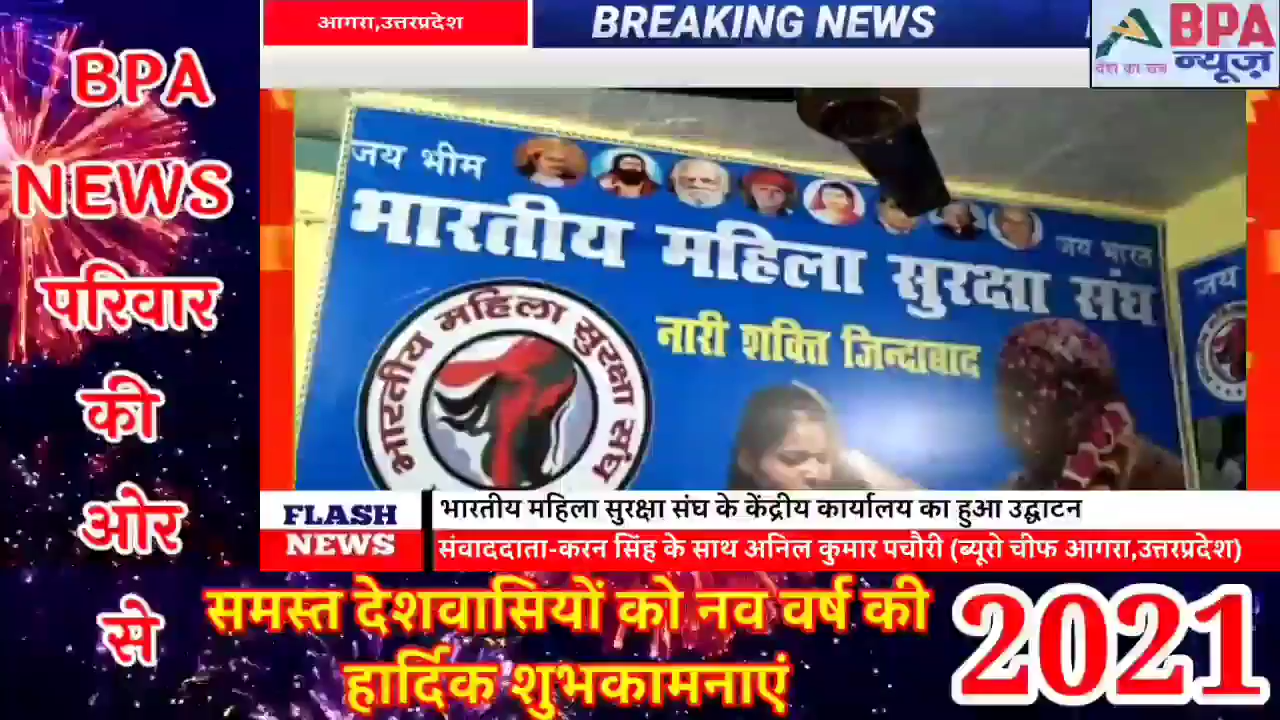 आगरा,उत्तरप्रदेश
BREAKING NEWS
BPA
देश का सच
न्यूज़
BPA
NEWS
परिवार
की
ओर
से
जय भीम
जय भारत
भारतीय महिला सुरक्षा संघ
नारी शक्ति जिन्दाबाद
भारतीय महिला सुरक्षा संघ
जय
FLASH
NEWS
भारतीय महिला सुरक्षा संघ के केंद्रीय कार्यालय का हुआ उद्घाटन
संवाददाता-करन सिंह के साथ अनिल कुमार पचौरी (ब्यूरो चीफ आगरा,उत्तरप्रदेश)
समस्त देशवासियों को नव वर्ष की
हार्दिक शुभकामनाएं
2021